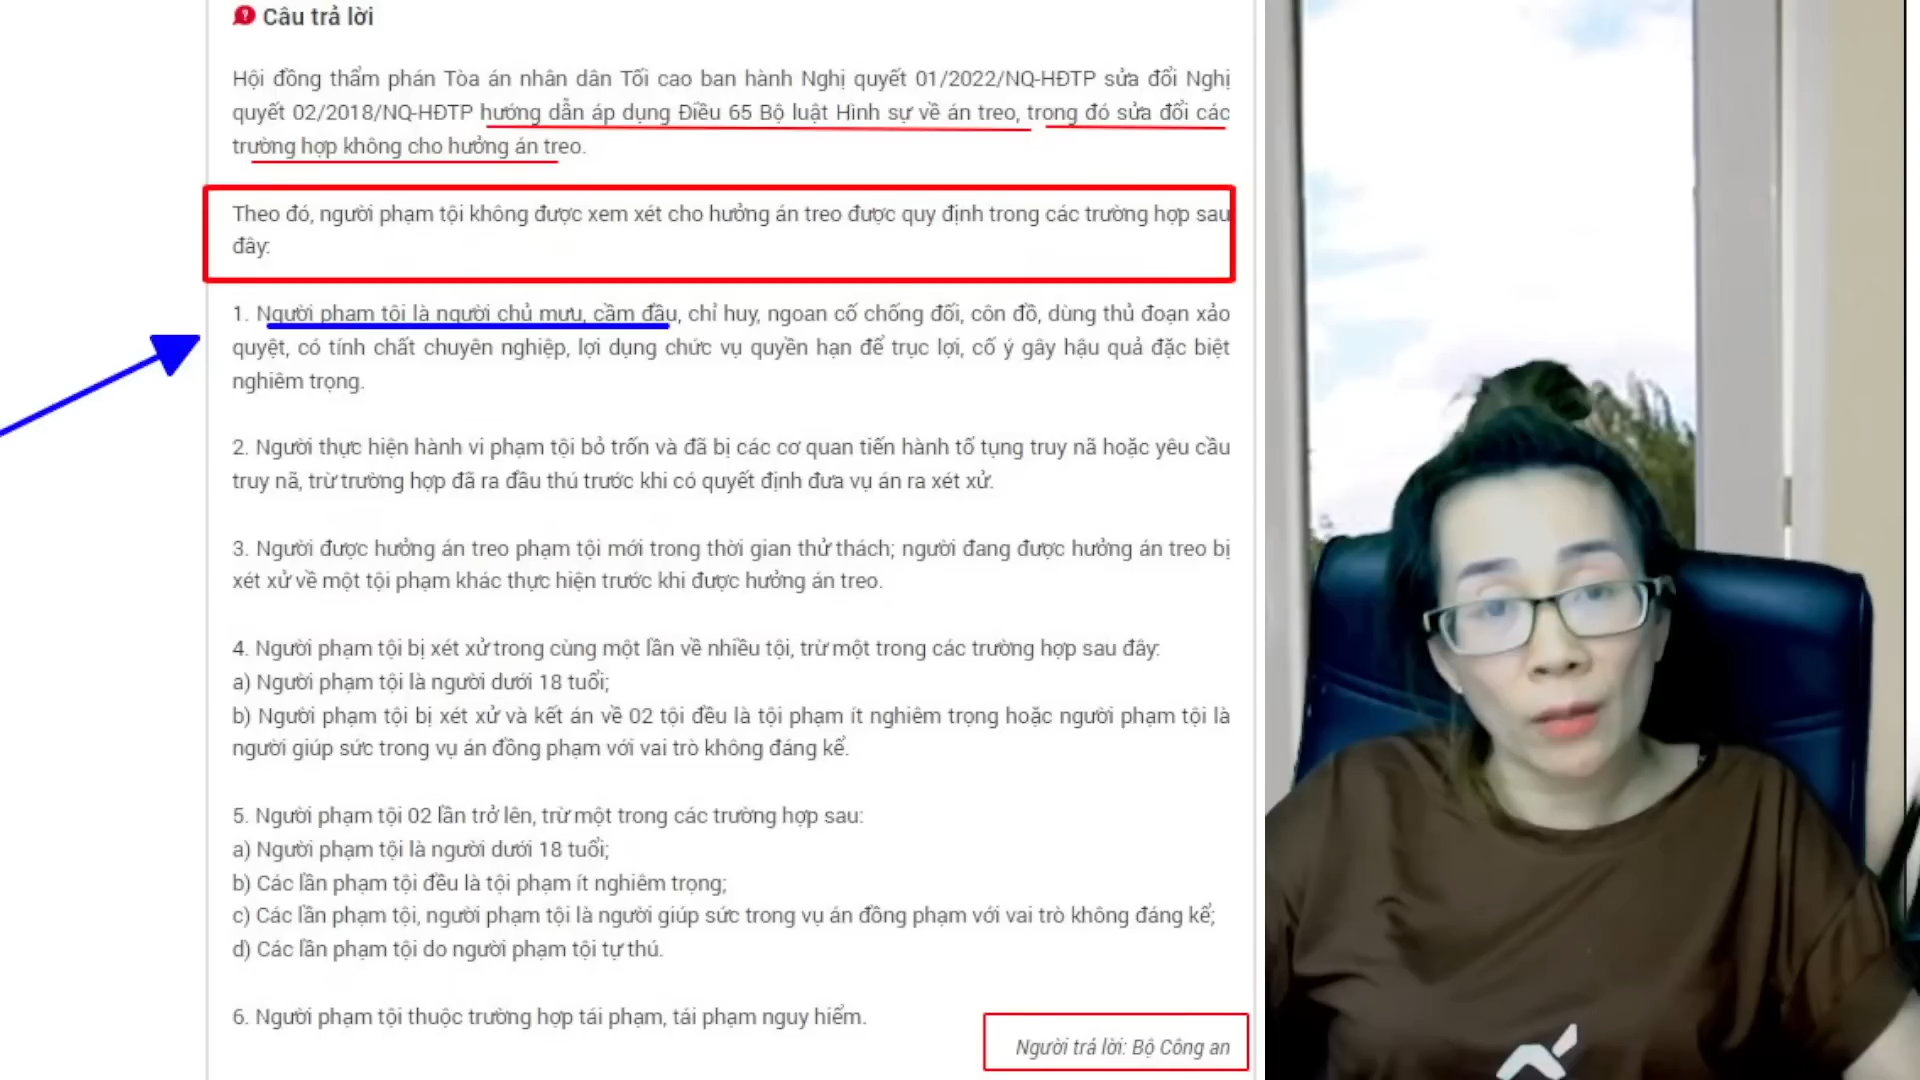 Câu trả lời
Hội đồng thẩm phán Tòa án nhân dân Tối cao ban hành Nghị quyết 01/2022/NQ-HĐTP sửa đổi Nghị
quyết 02/2018/NQ-HĐTP hướng dẫn áp dụng Điều 65 Bộ luật Hình sự về án treo, trong đó sửa đổi các
trường hợp không cho hưởng án treo.
Theo đó, người phạm tội không được xem xét cho hưởng án treo được quy định trong các trường hợp sau
đây:
1. Người phạm tội là người chủ mưu, cầm đầu, chỉ huy, ngoan cố chống đối, côn đồ, dùng thủ đoạn xảo
quyệt, có tính chất chuyên nghiệp, lợi dụng chức vụ quyền hạn để trục lợi, cố ý gây hậu quả đặc biệt
nghiêm trọng.
2. Người thực hiện hành vi phạm tội bỏ trốn và đã bị các cơ quan tiến hành tố tụng truy nã hoặc yêu cầu
truy nã, trừ trường hợp đã ra đầu thú trước khi có quyết định đưa vụ án ra xét xử.
3. Người được hưởng án treo phạm tội mới trong thời gian thử thách; người đang được hưởng án treo bị
xét xử về một tội phạm khác thực hiện trước khi được hưởng án treo.
4. Người phạm tội bị xét xử trong cùng một lần về nhiều tội, trừ một trong các trường hợp sau đây:
a) Người phạm tội là người dưới 18 tuổi;
b) Người phạm tội bị xét xử và kết án về 02 tội đều là tội phạm ít nghiêm trọng hoặc người phạm tội là
người giúp sức trong vụ án đồng phạm với vai trò không đáng kể.
5. Người phạm tội 02 lần trở lên, trừ một trong các trường hợp sau:
a) Người phạm tội là người dưới 18 tuổi;
b) Các lần phạm tội đều là tội phạm ít nghiêm trọng;
c) Các lần phạm tội, người phạm tội là người giúp sức trong vụ án đồng phạm với vai trò không đáng kể;
d) Các lần phạm tội do người phạm tội tự thú.
6. Người phạm tội thuộc trường hợp tái phạm, tái phạm nguy hiểm.
Người trả lời: Bộ Công an